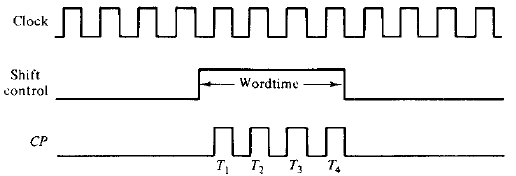 Clock
Shift
control
Wordtime
CP
T1 T2 T3 T4